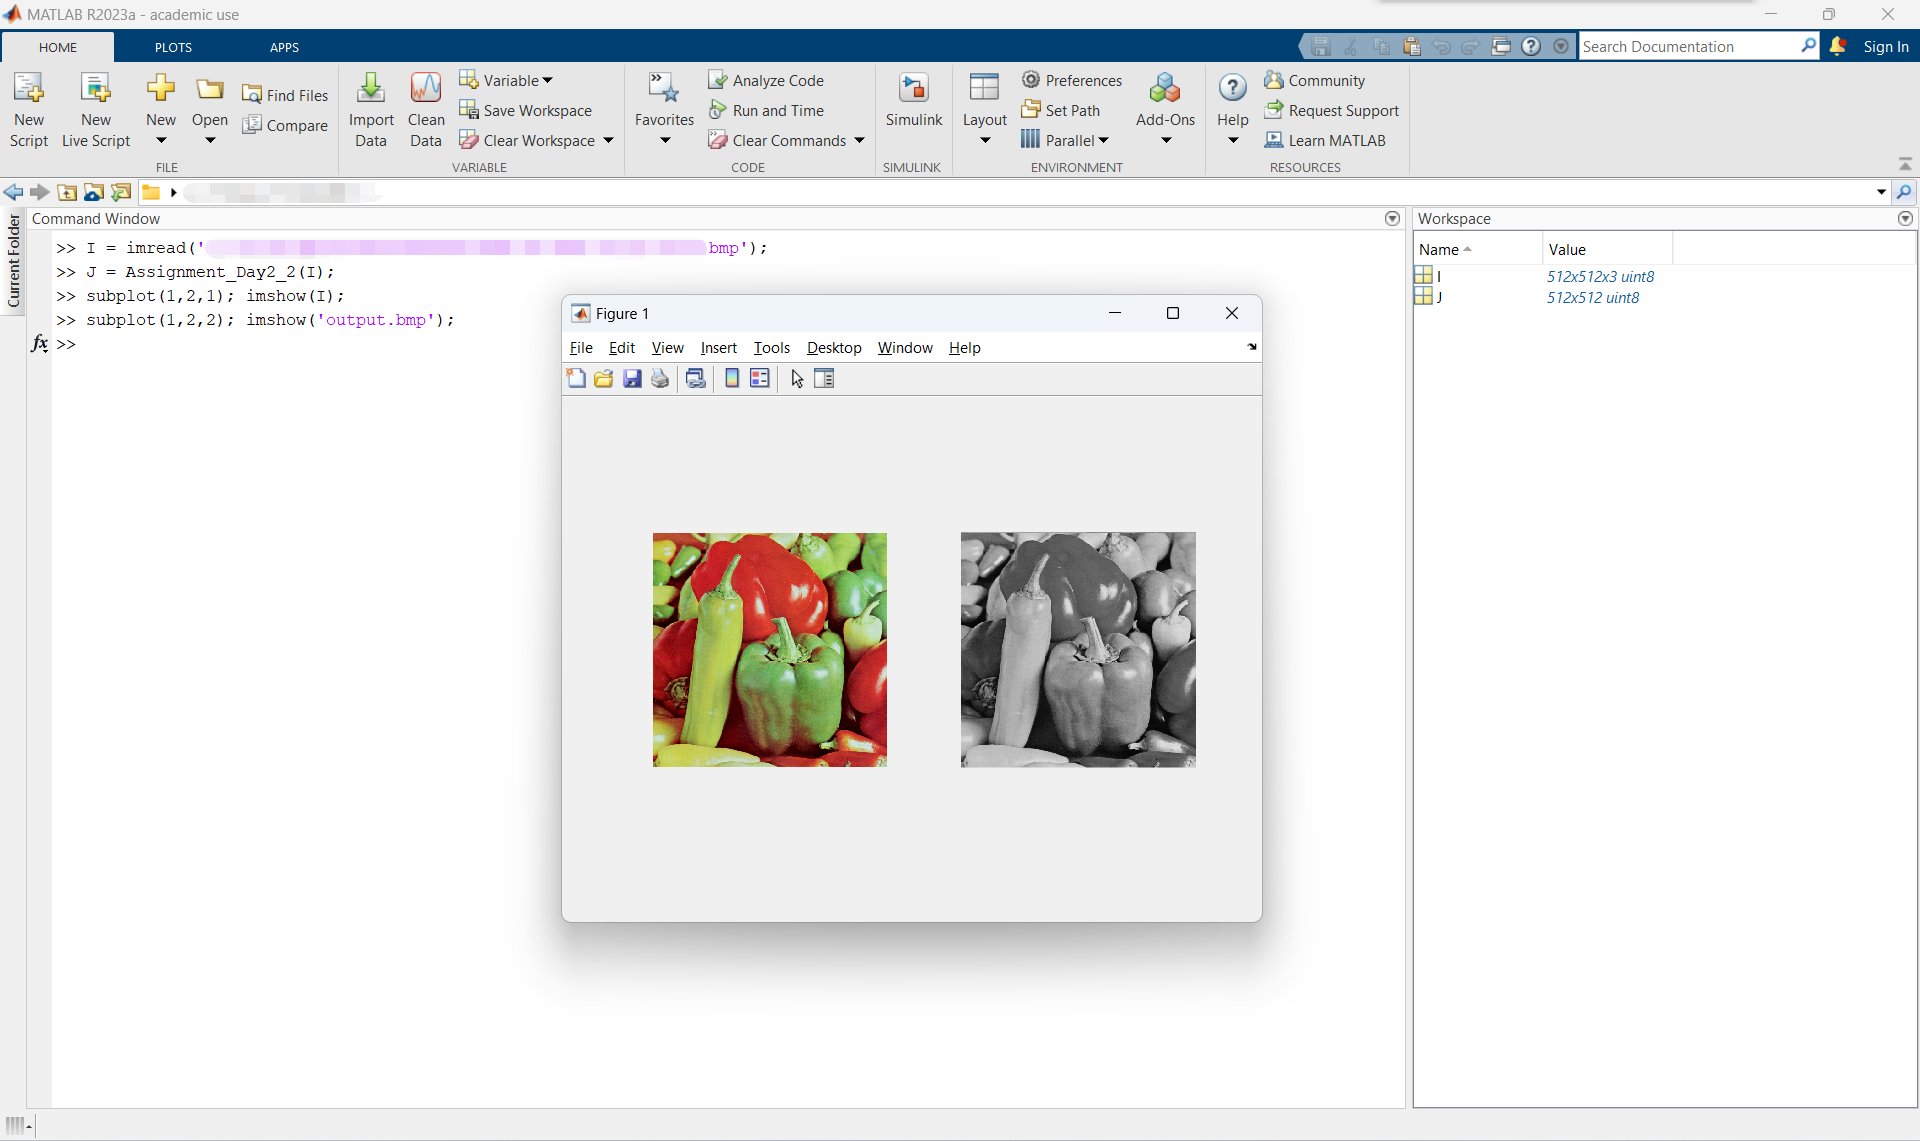 MATLAB R2023a - academic use
HOME PLOTS APPS
Search Documentation
Sign In
New Script
New Live Script
New
Open
Find Files
Compare
FILE
Import Data
Clean Data
Variable
Save Workspace
Clear Workspace
VARIABLE
Favorites
Analyze Code
Run and Time
Clear Commands
CODE
Simulink
SIMULINK
Layout
Preferences
Set Path
Parallel
Add-Ons
ENVIRONMENT
Help
Community
Request Support
Learn MATLAB
RESOURCES
Current Folder
Command Window
>> I = imread(' bmp');
>> J = Assignment_Day2_2(I);
>> subplot(1,2,1); imshow(I);
>> subplot(1,2,2); imshow('output.bmp');
fx >>
Figure 1
File Edit View Insert Tools Desktop Window Help
Workspace
Name Value
I 512x512x3 uint8
J 512x512 uint8